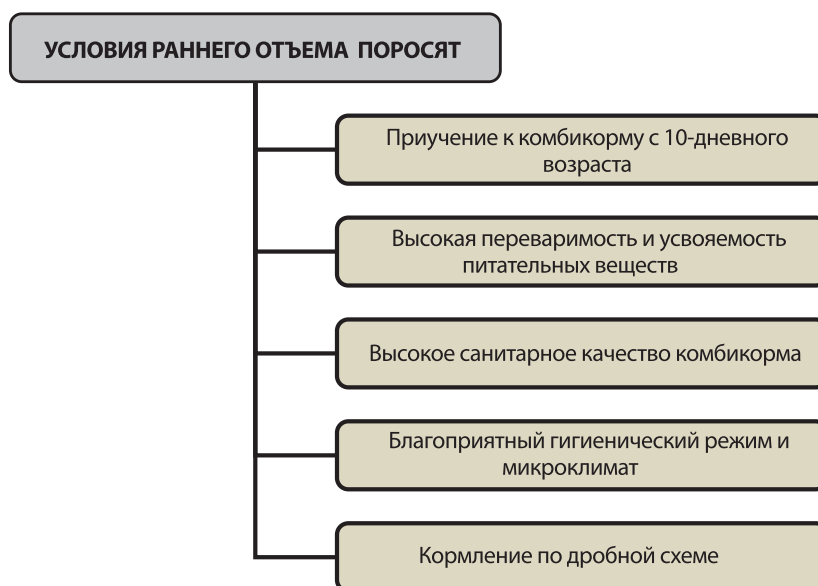 УСЛОВИЯ РАННЕГО ОТЪЕМА ПОРОСЯТ
Приучение к комбикорму с 10-дневного
возраста
Высокая переваримость и усвояемость
питательных веществ
Высокое санитарное качество комбикорма
Благоприятный гигиенический режим и
микроклимат
Кормление по дробной схеме